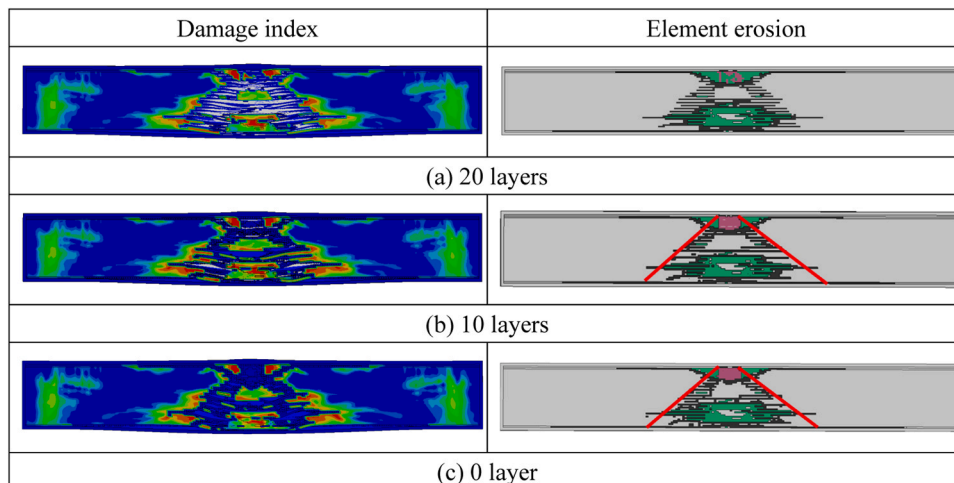 Damage index
Element erosion
(a) 20 layers
(b) 10 layers
(c) 0 layer